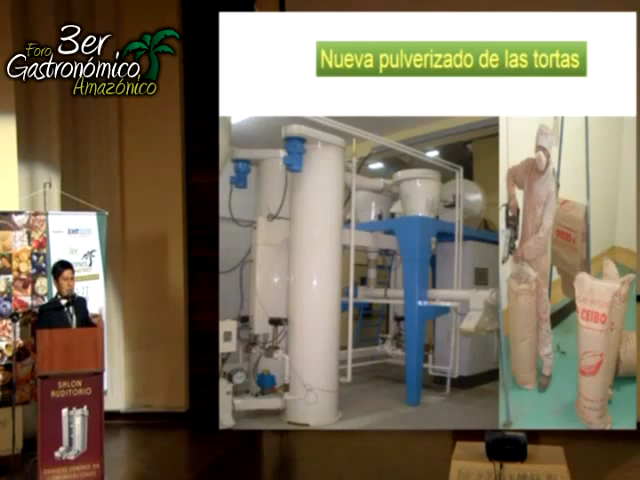 Foro 3er
Gastronómico
Amazónico
Nueva pulverizado de las tortas
CEIBO
SALON
AUDITORIO